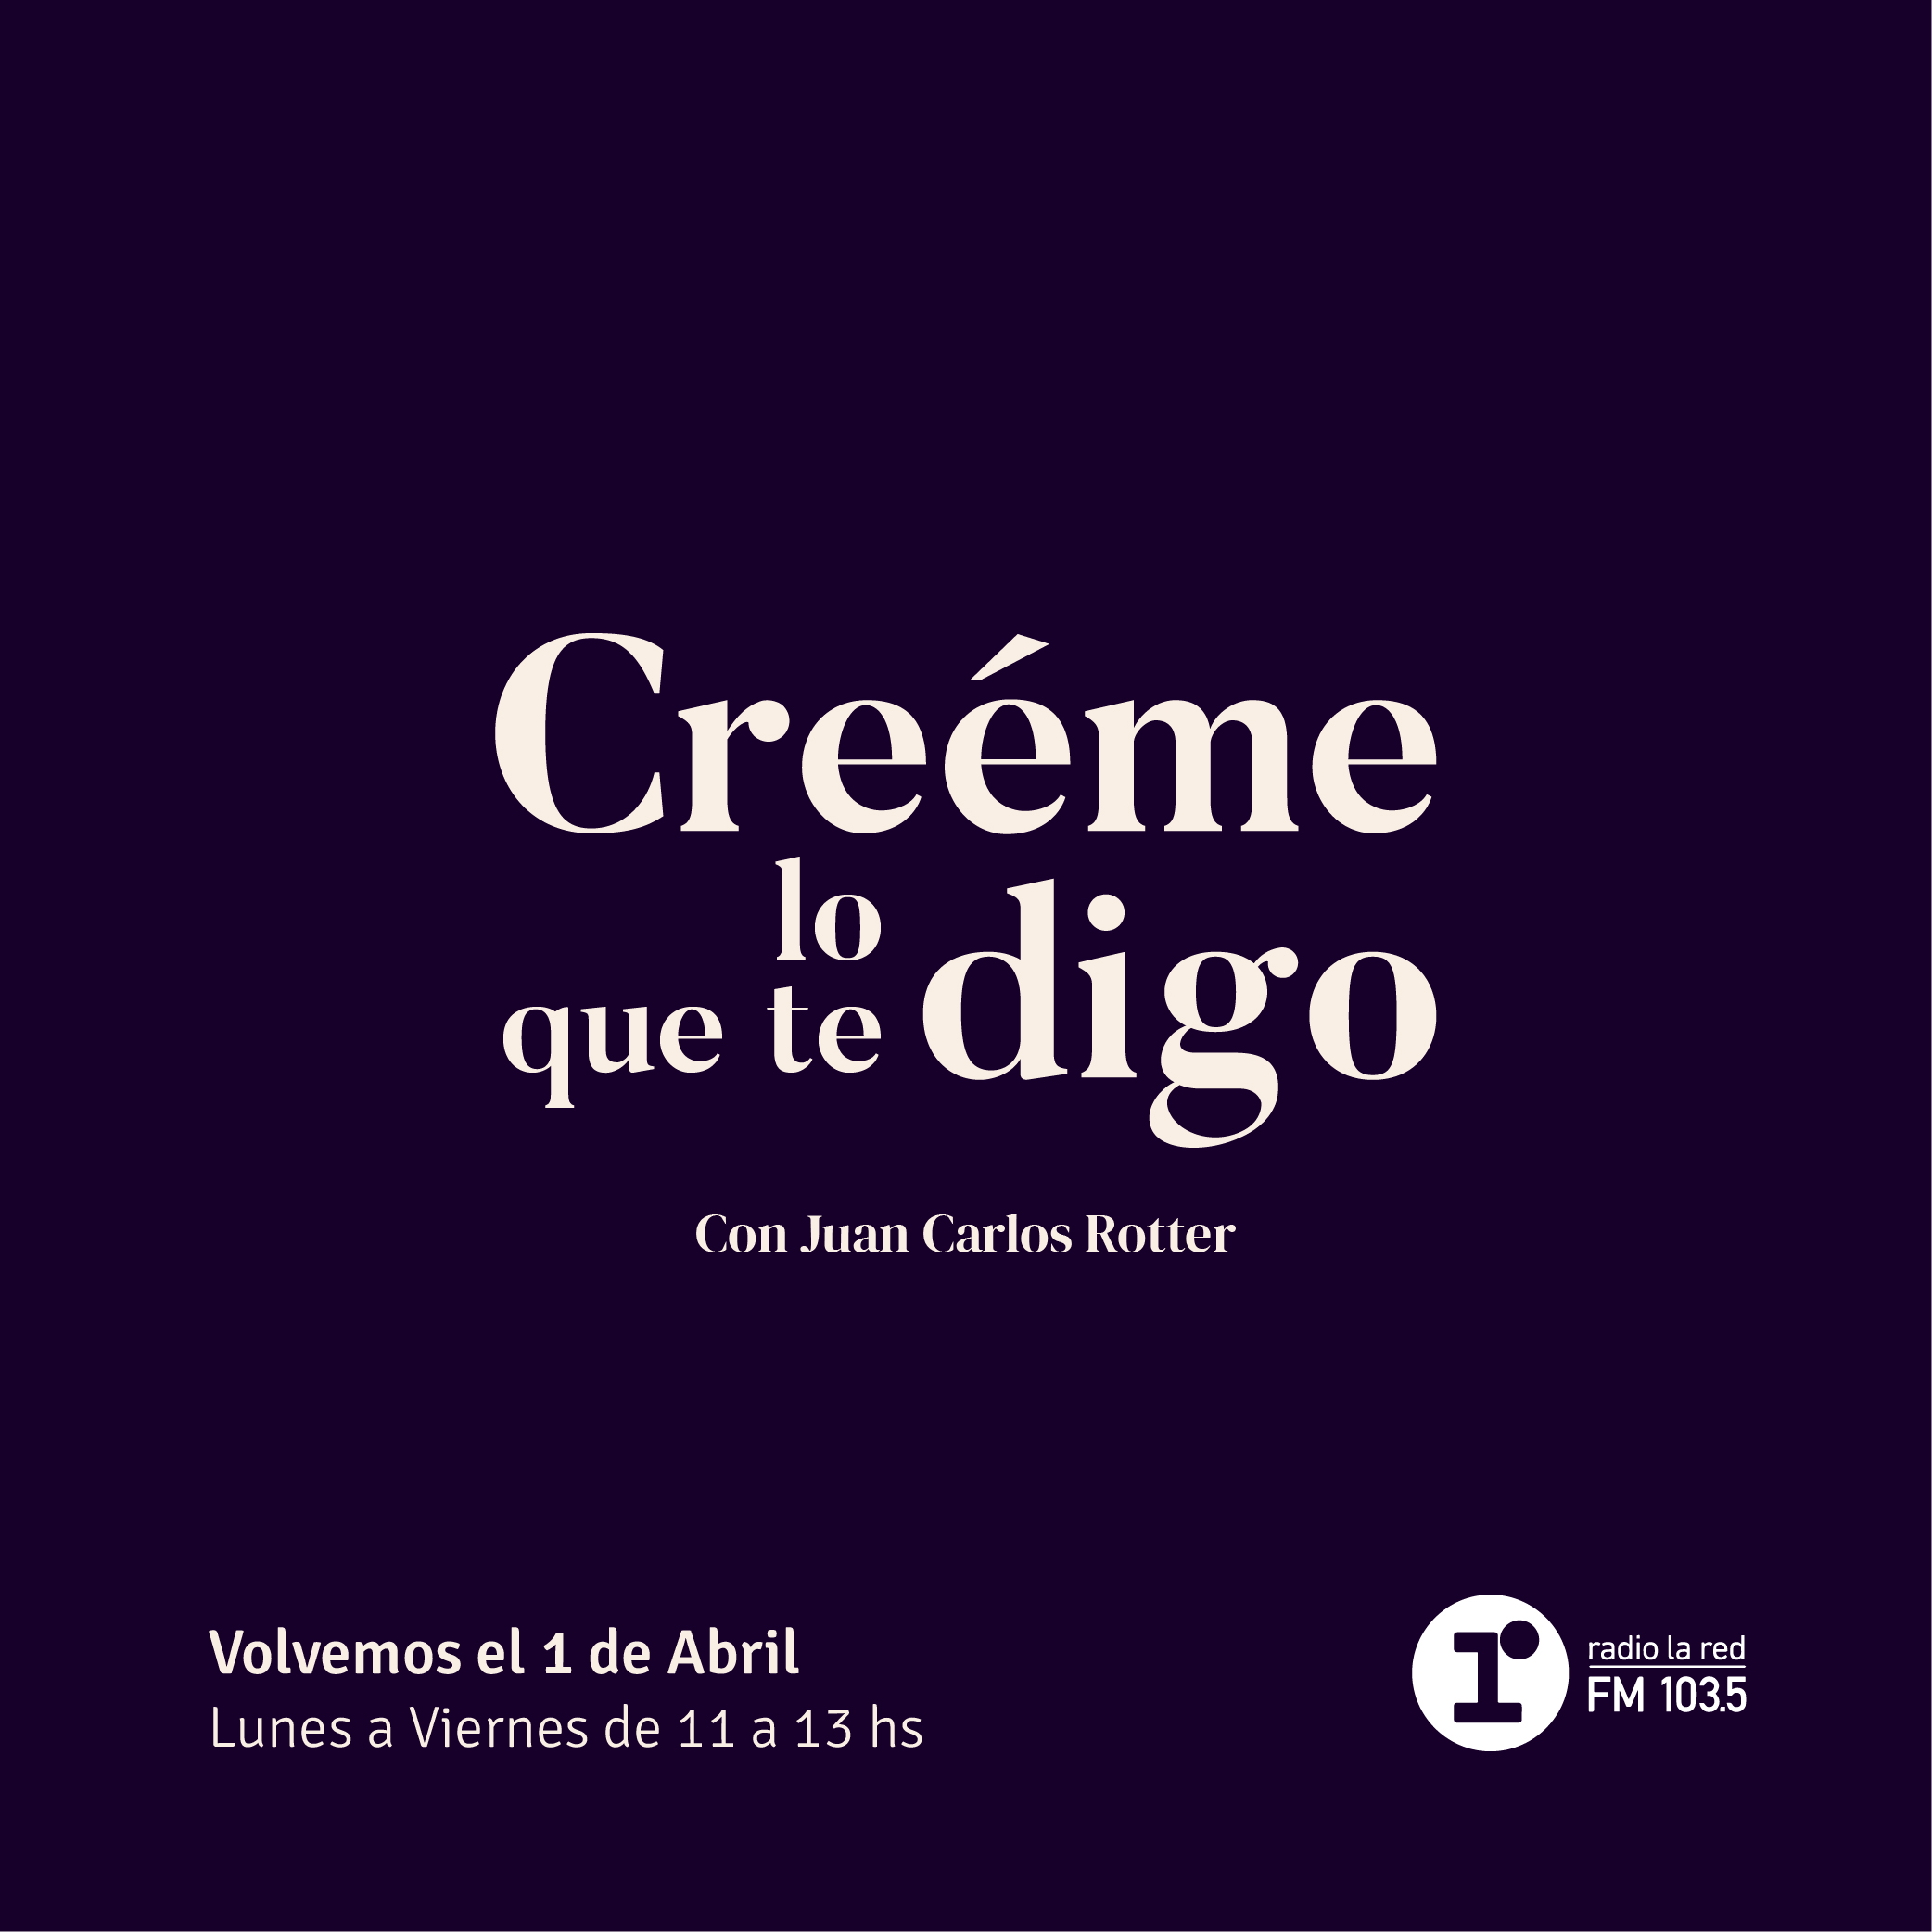 Creéme
lo
que te digo
Con Juan Carlos Rotter
Volvemos el 1 de Abril
Lunes a Viernes de 11 a 13 hs
r
radio la red
FM 103.5